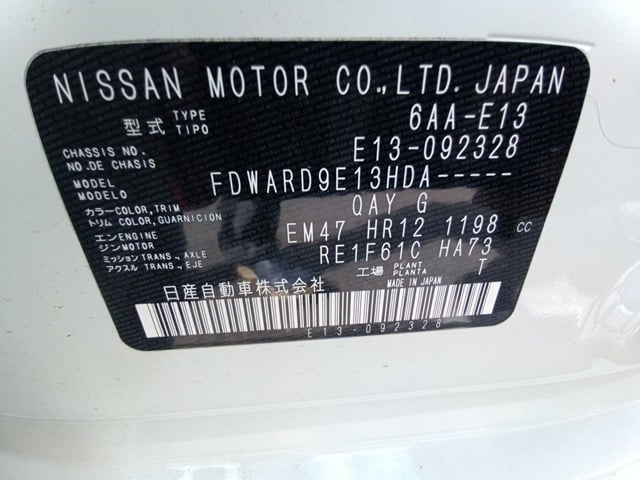 NISSAN MOTOR CO.,LTD. JAPAN
型式 TYPE TIPO 6AA-E13
CHASSIS NO. NO.DE CHASIS E13-092328
MODEL MODELO FDWARD9E13HDA-----
カラー COLOR, TRIM トリム COLOR, GUARNICION QAY G
エンジン ENGINE MOTOR EM47 HR12 1198 cc
ミッション TRANS., AXLE アクスル TRANS., EJE RE1F61C HA73
工場 PLANT PLANTA T
日産自動車株式会社 MADE IN JAPAN
E13-092328